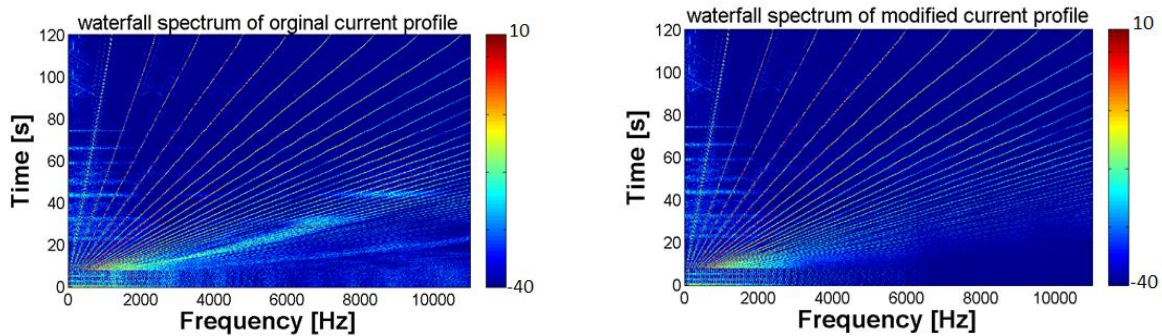 waterfall spectrum of orginal current profile
10
120
100
80
60
40
20
0
-40
Time [s]
0 2000 4000 6000 8000 10000
Frequency [Hz]
waterfall spectrum of modified current profile
10
120
100
80
60
40
20
0
-40
Time [s]
0 2000 4000 6000 8000 10000
Frequency [Hz]